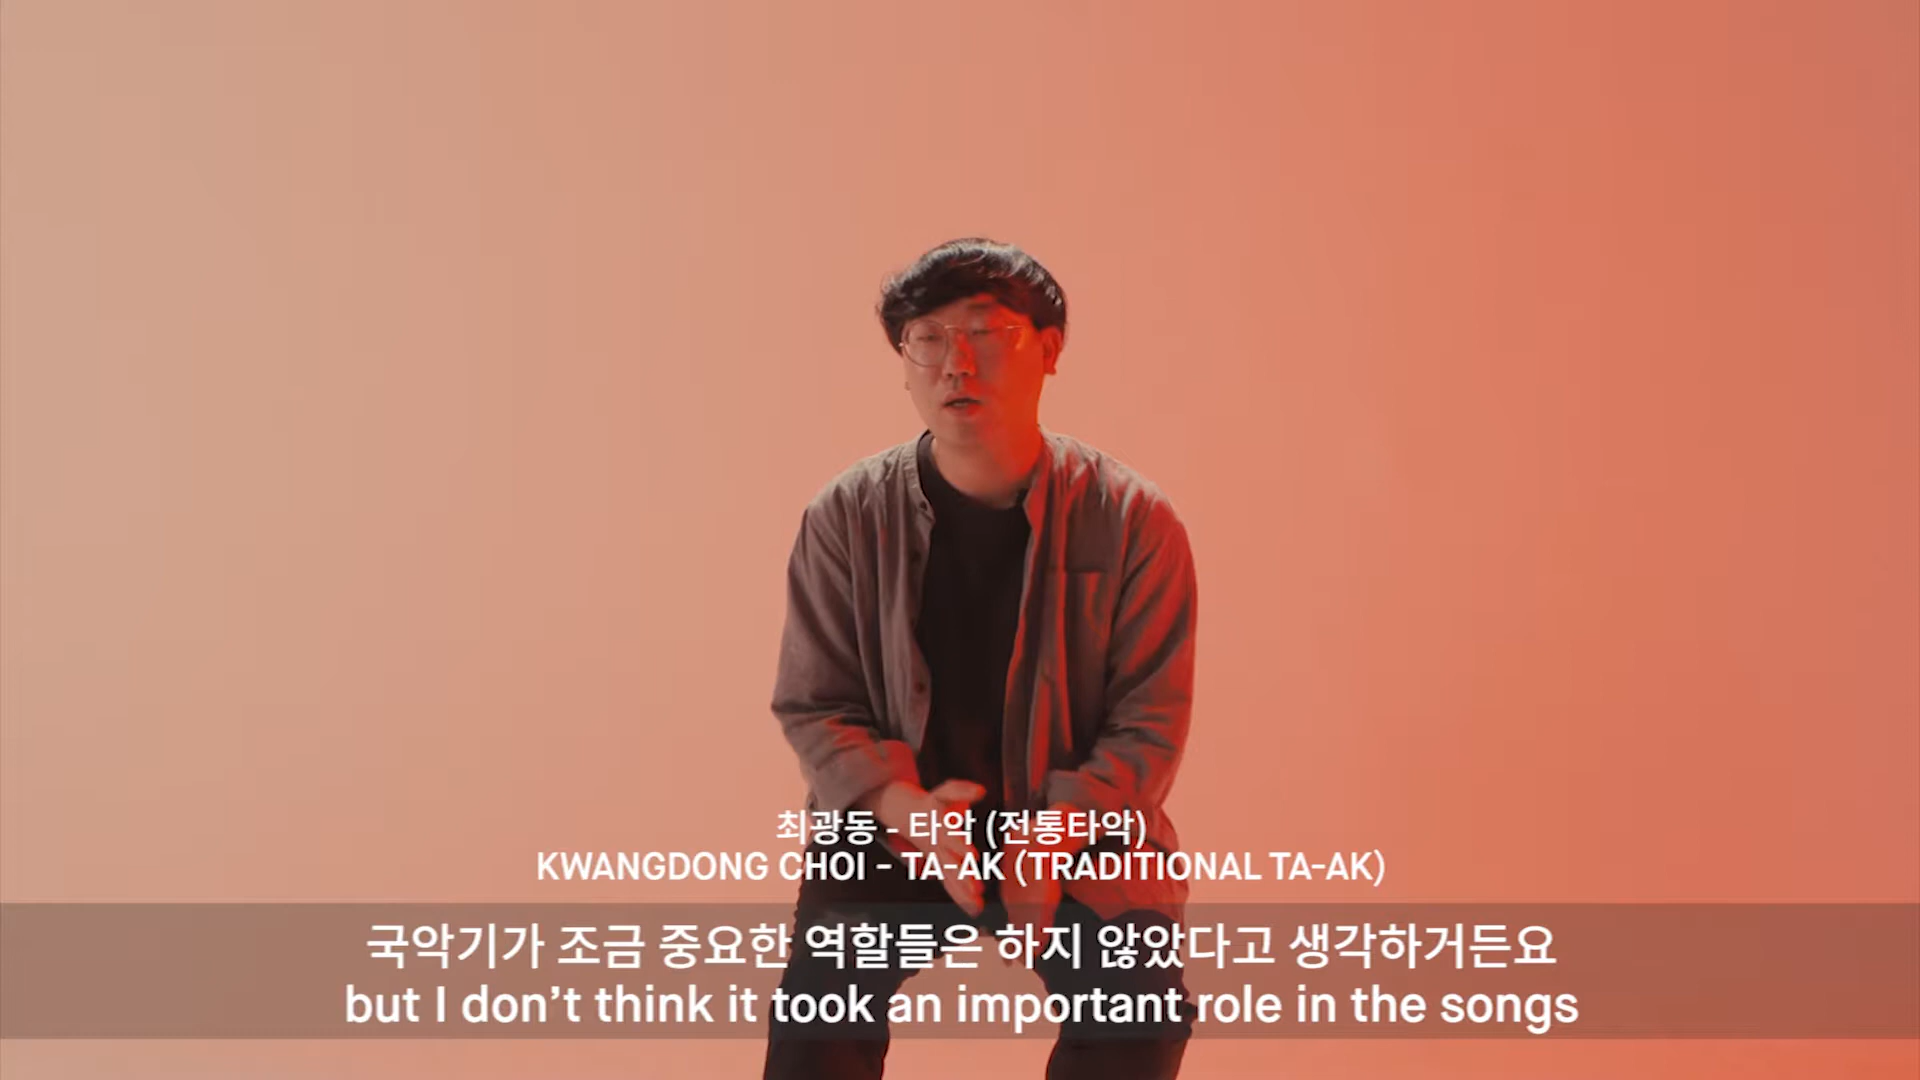 최광동 - 타악 (전통타악)
KWANGDONG CHOI - TA-AK (TRADITIONAL TA-AK)
국악기가 조금 중요한 역할들은 하지 않았다고 생각하거든요
but I don't think it took an important role in the songs